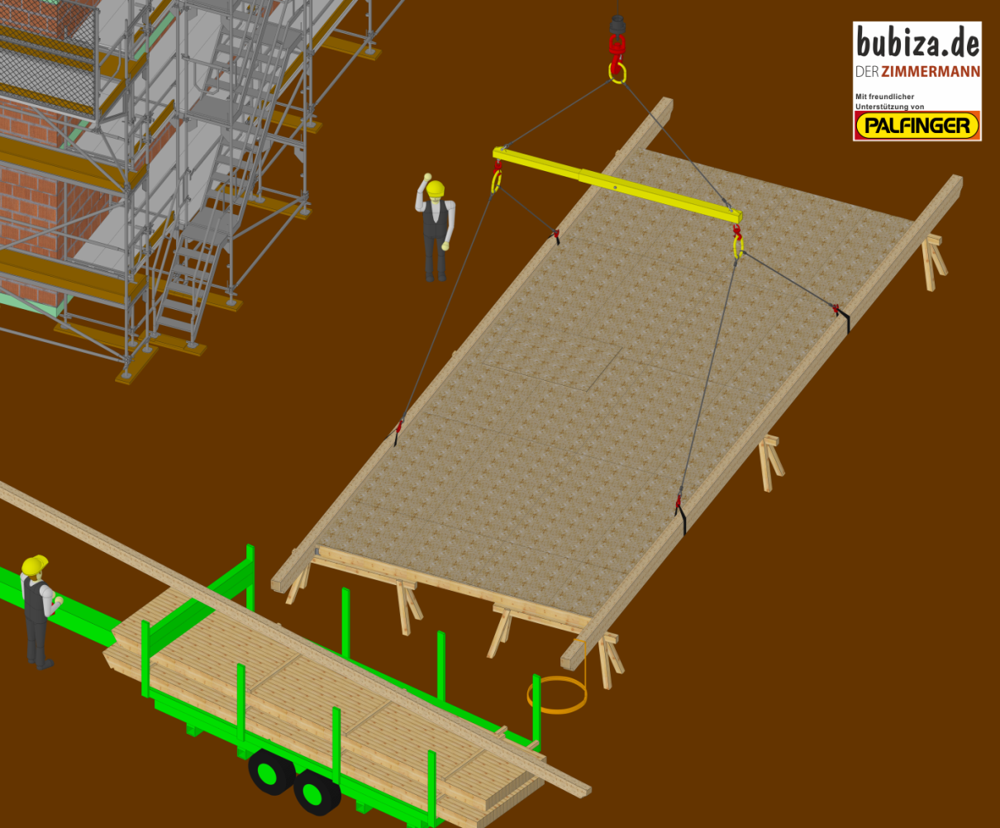 bubiza.de
DER ZIMMERMANN
Mit freundlicher
Unterstützung von
PALFINGER